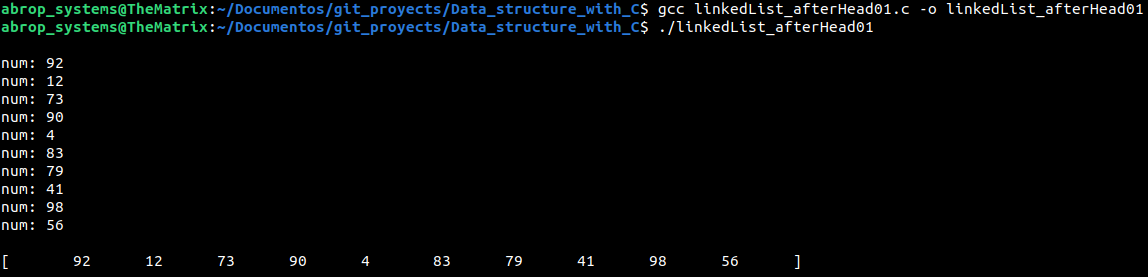 abrop_systems@TheMatrix:~/Documentos/git_proyects/Data_structure_with_C$ gcc linkedList_afterHead01.c -o linkedList_afterHead01
abrop_systems@TheMatrix:~/Documentos/git_proyects/Data_structure_with_C$ ./linkedList_afterHead01
num: 92
num: 12
num: 73
num: 90
num: 4
num: 83
num: 79
num: 41
num: 98
num: 56
[ 92 12 73 90 4 83 79 41 98 56 ]